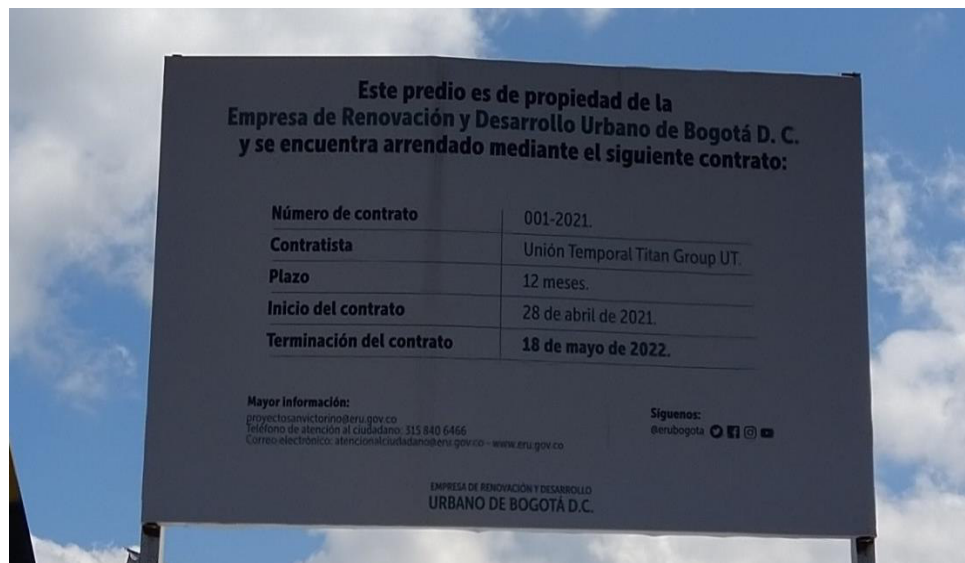 Este predio es de propiedad de la
Empresa de Renovación y Desarrollo Urbano de Bogotá D. C.
y se encuentra arrendado mediante el siguiente contrato:
Número de contrato 001-2021.
Contratista Unión Temporal Titan Group UT.
Plazo 12 meses.
Inicio del contrato 28 de abril de 2021.
Terminación del contrato 18 de mayo de 2022.
Mayor información:
proyectosanvictorino@eru.gov.co
Teléfono de atención al ciudadano: 315 840 6466
Correo electrónico: atencionalciudadano@eru.gov.co - www.eru.gov.co
Síguenos:
@erubogota
EMPRESA DE RENOVACIÓN Y DESARROLLO
URBANO DE BOGOTÁ D.C.